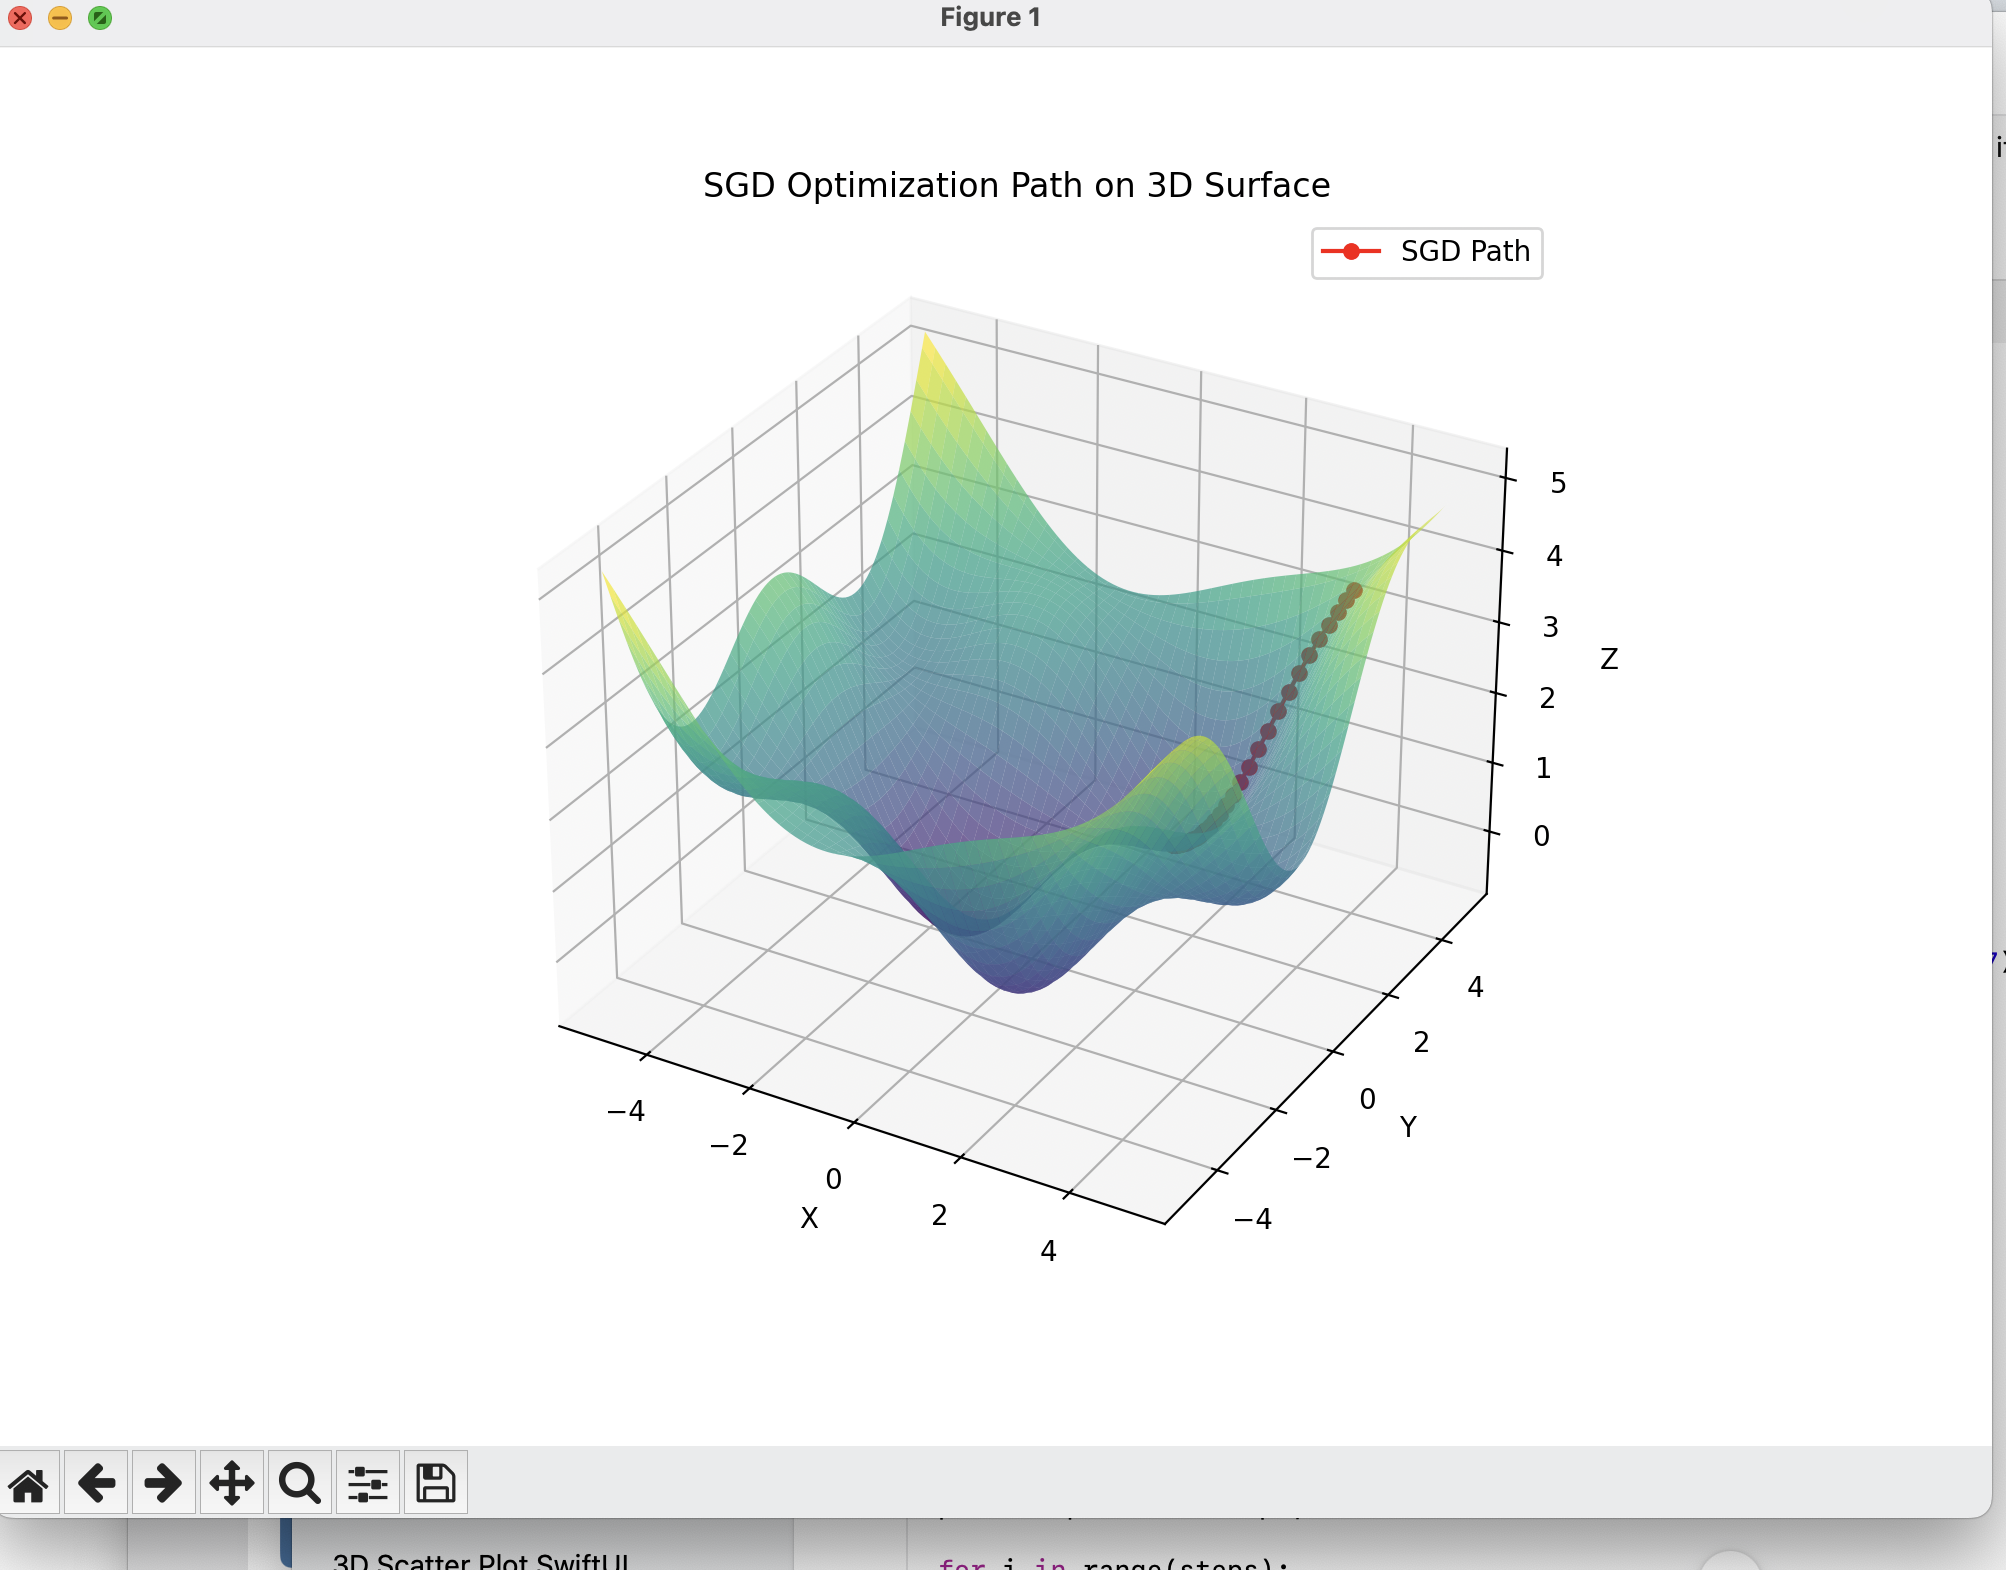 Figure 1
SGD Optimization Path on 3D Surface
SGD Path
5
4
3
2
1
0
Z
4
2
0
−2
−4
Y
−4
−2
0
2
4
X
3D Scatter Plot SwiftUI
for i in range(steps):